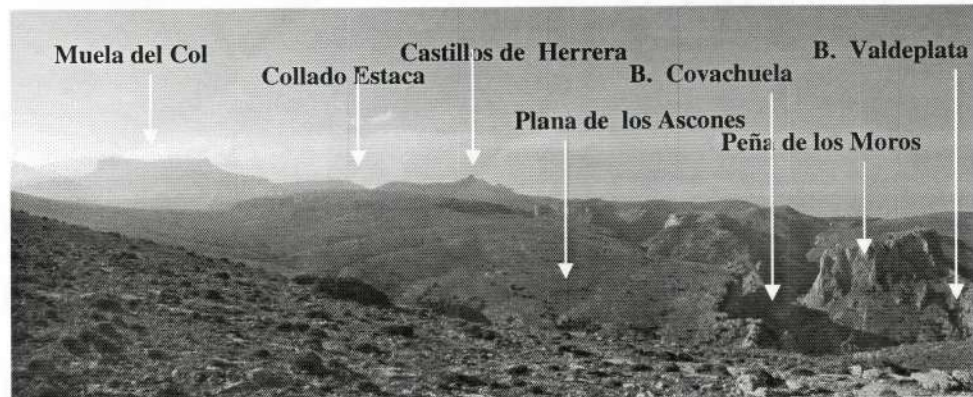 Muela del Col
Collado Estaca
Castillos de Herrera
Plana de los Ascones
B. Covachuela
Peña de los Moros
B. Valdeplata